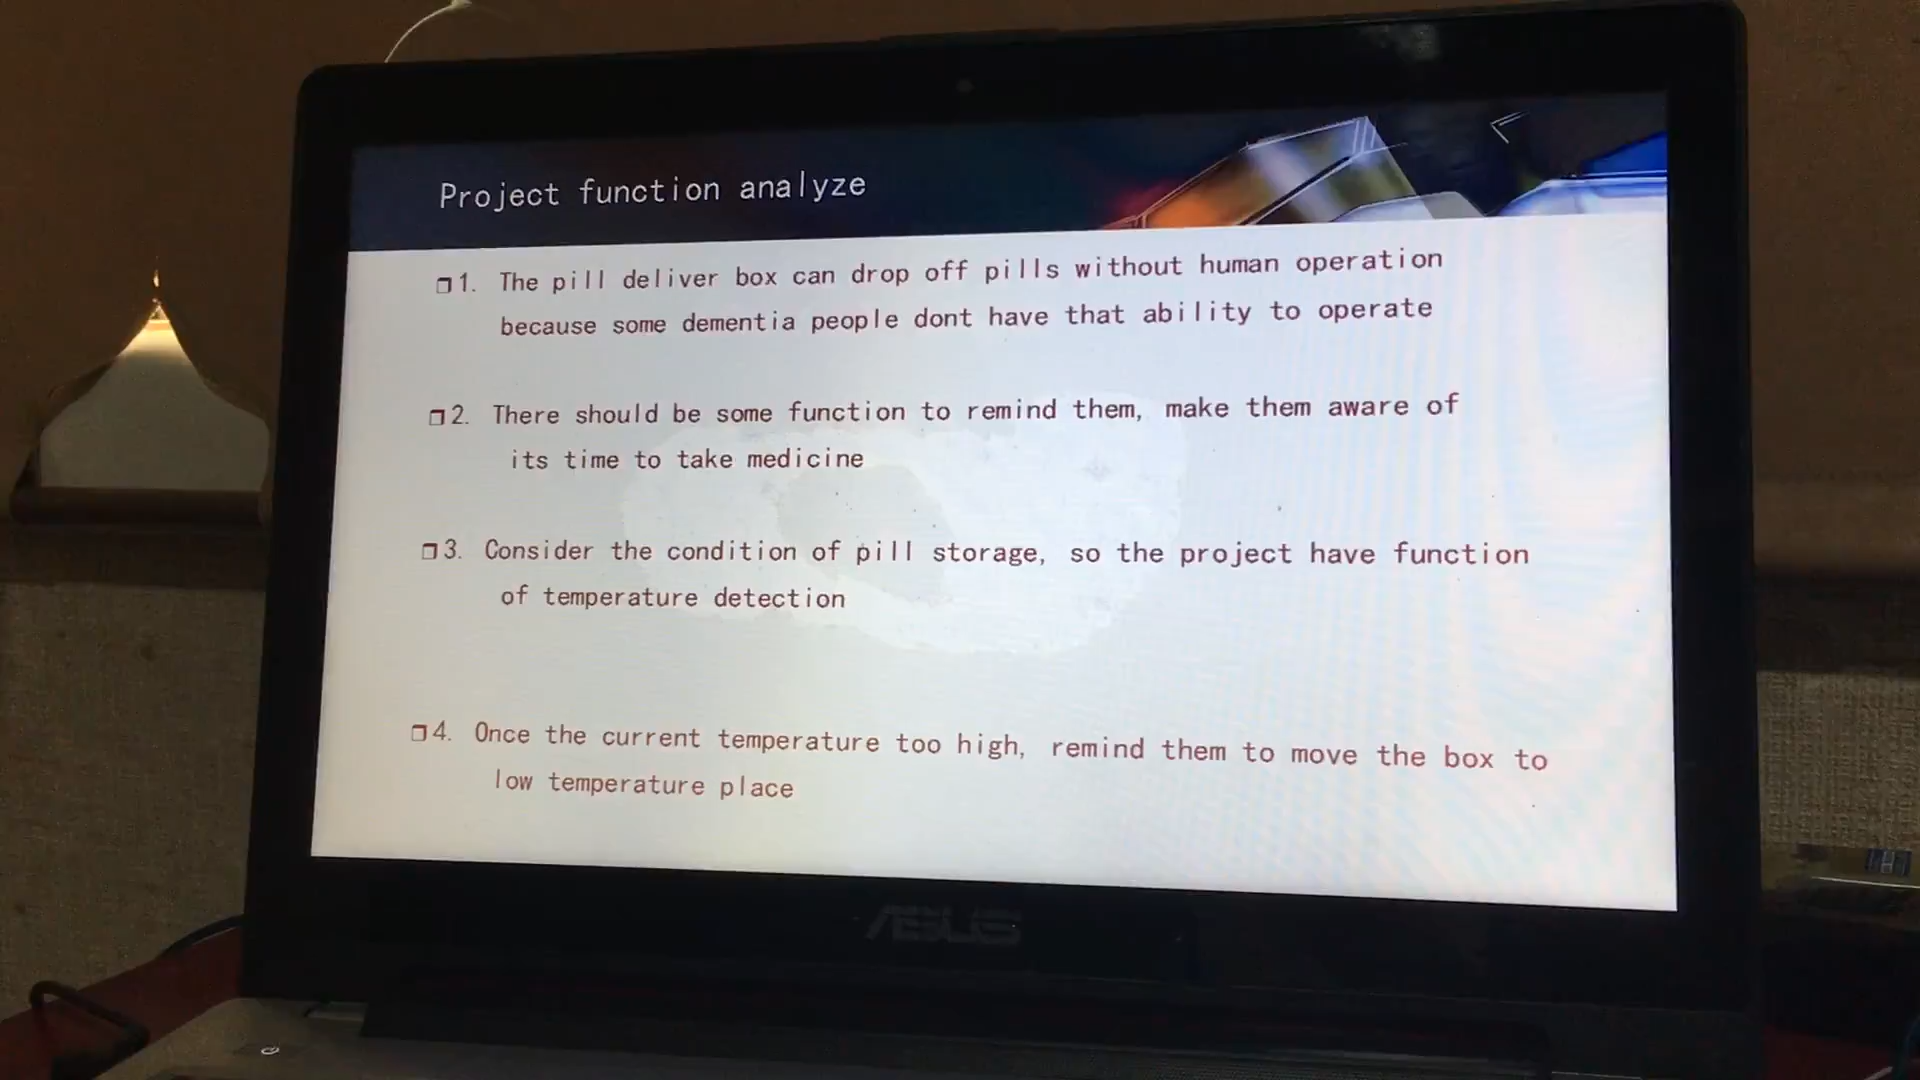 Project function analyze
1. The pill deliver box can drop off pills without human operation
because some dementia people dont have that ability to operate
2. There should be some function to remind them, make them aware of
its time to take medicine
3. Consider the condition of pill storage, so the project have function
of temperature detection
4. Once the current temperature too high, remind them to move the box to
low temperature place
ASUS